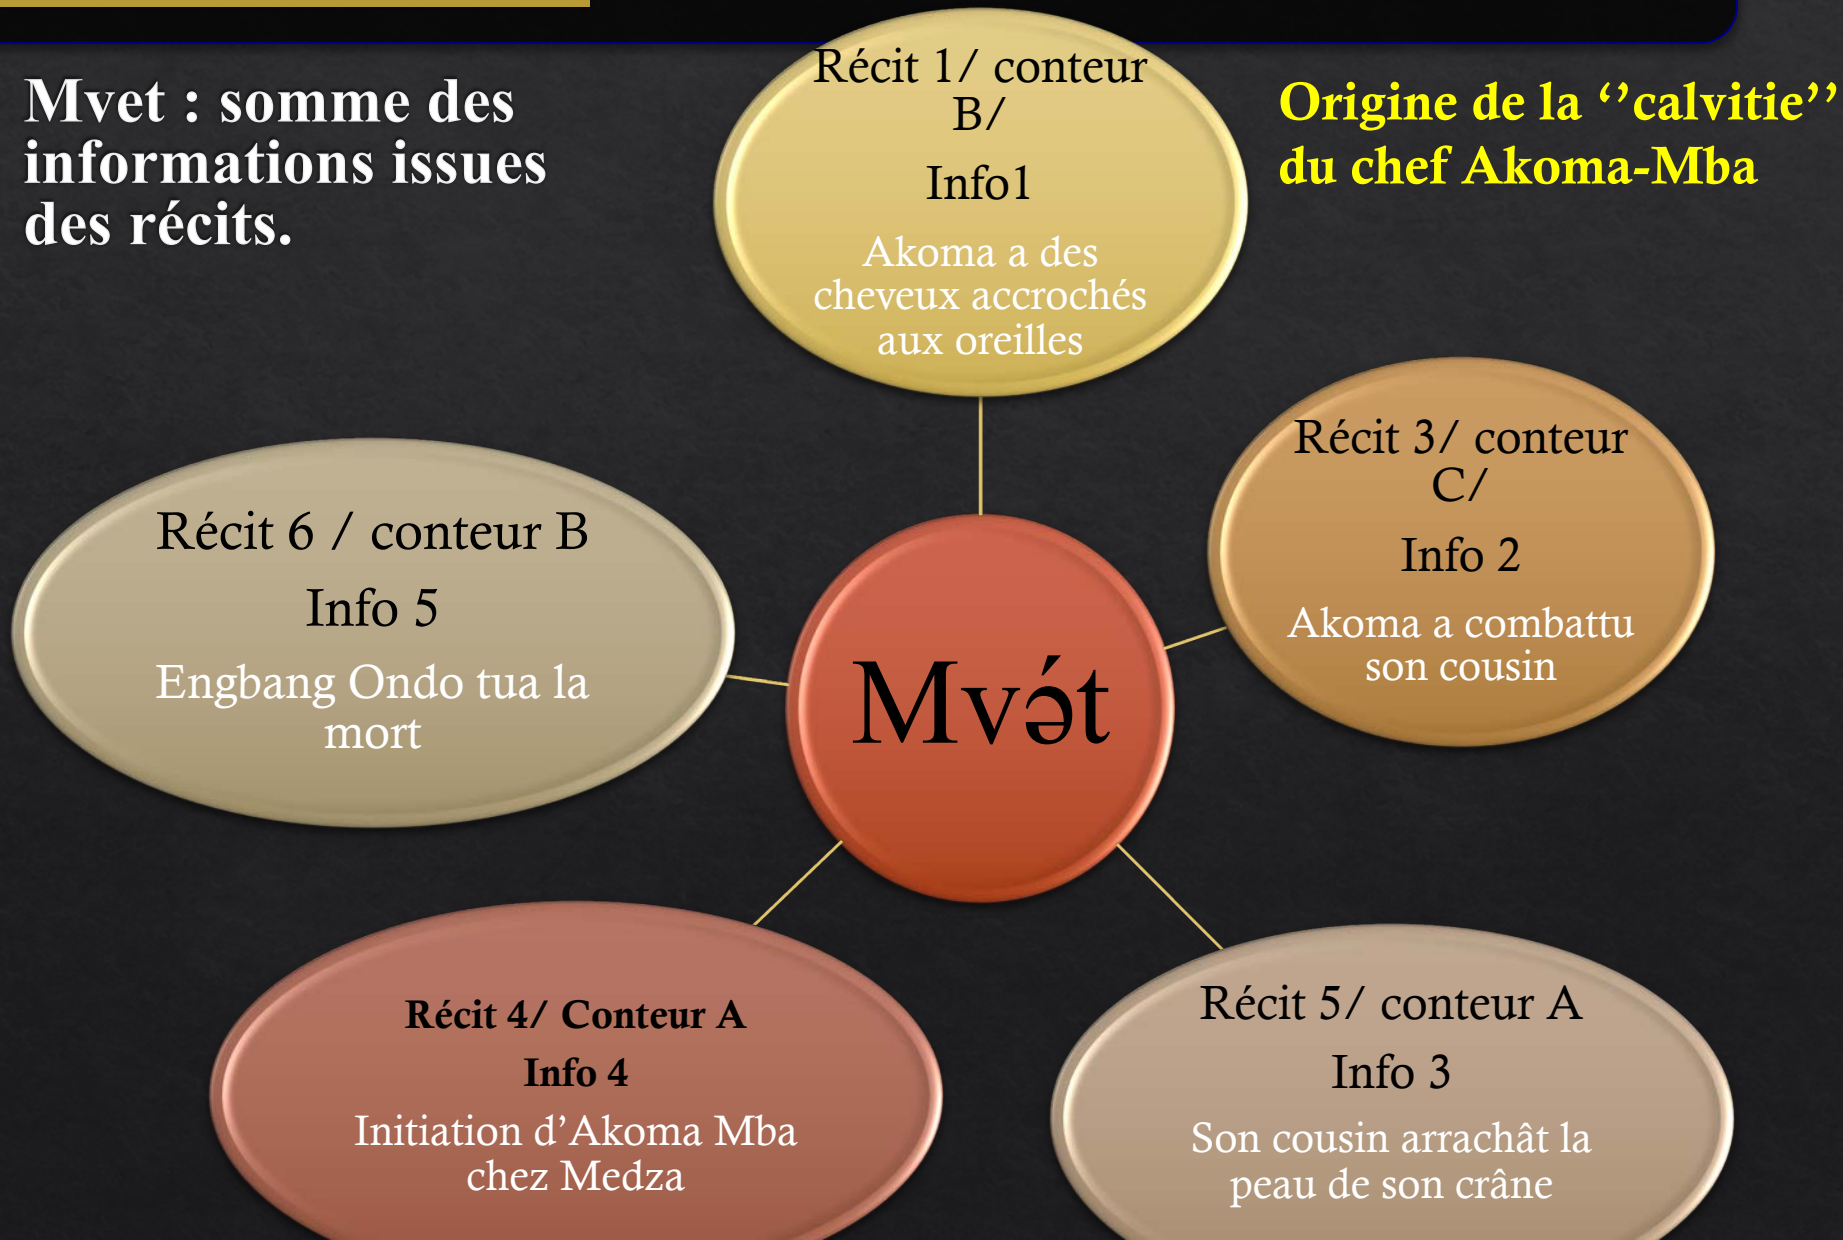 Mvet : somme des
informations issues
des récits.
Origine de la ‘’calvitie’’
du chef Akoma-Mba
Récit 1/ conteur
B/
Info1
Akoma a des
cheveux accrochés
aux oreilles
Récit 3/ conteur
C/
Info 2
Akoma a combattu
son cousin
Récit 6 / conteur B
Info 5
Engbang Ondo tua la
mort
Mvə́t
Récit 4/ Conteur A
Info 4
Initiation d’Akoma Mba
chez Medza
Récit 5/ conteur A
Info 3
Son cousin arrachât la
peau de son crâne